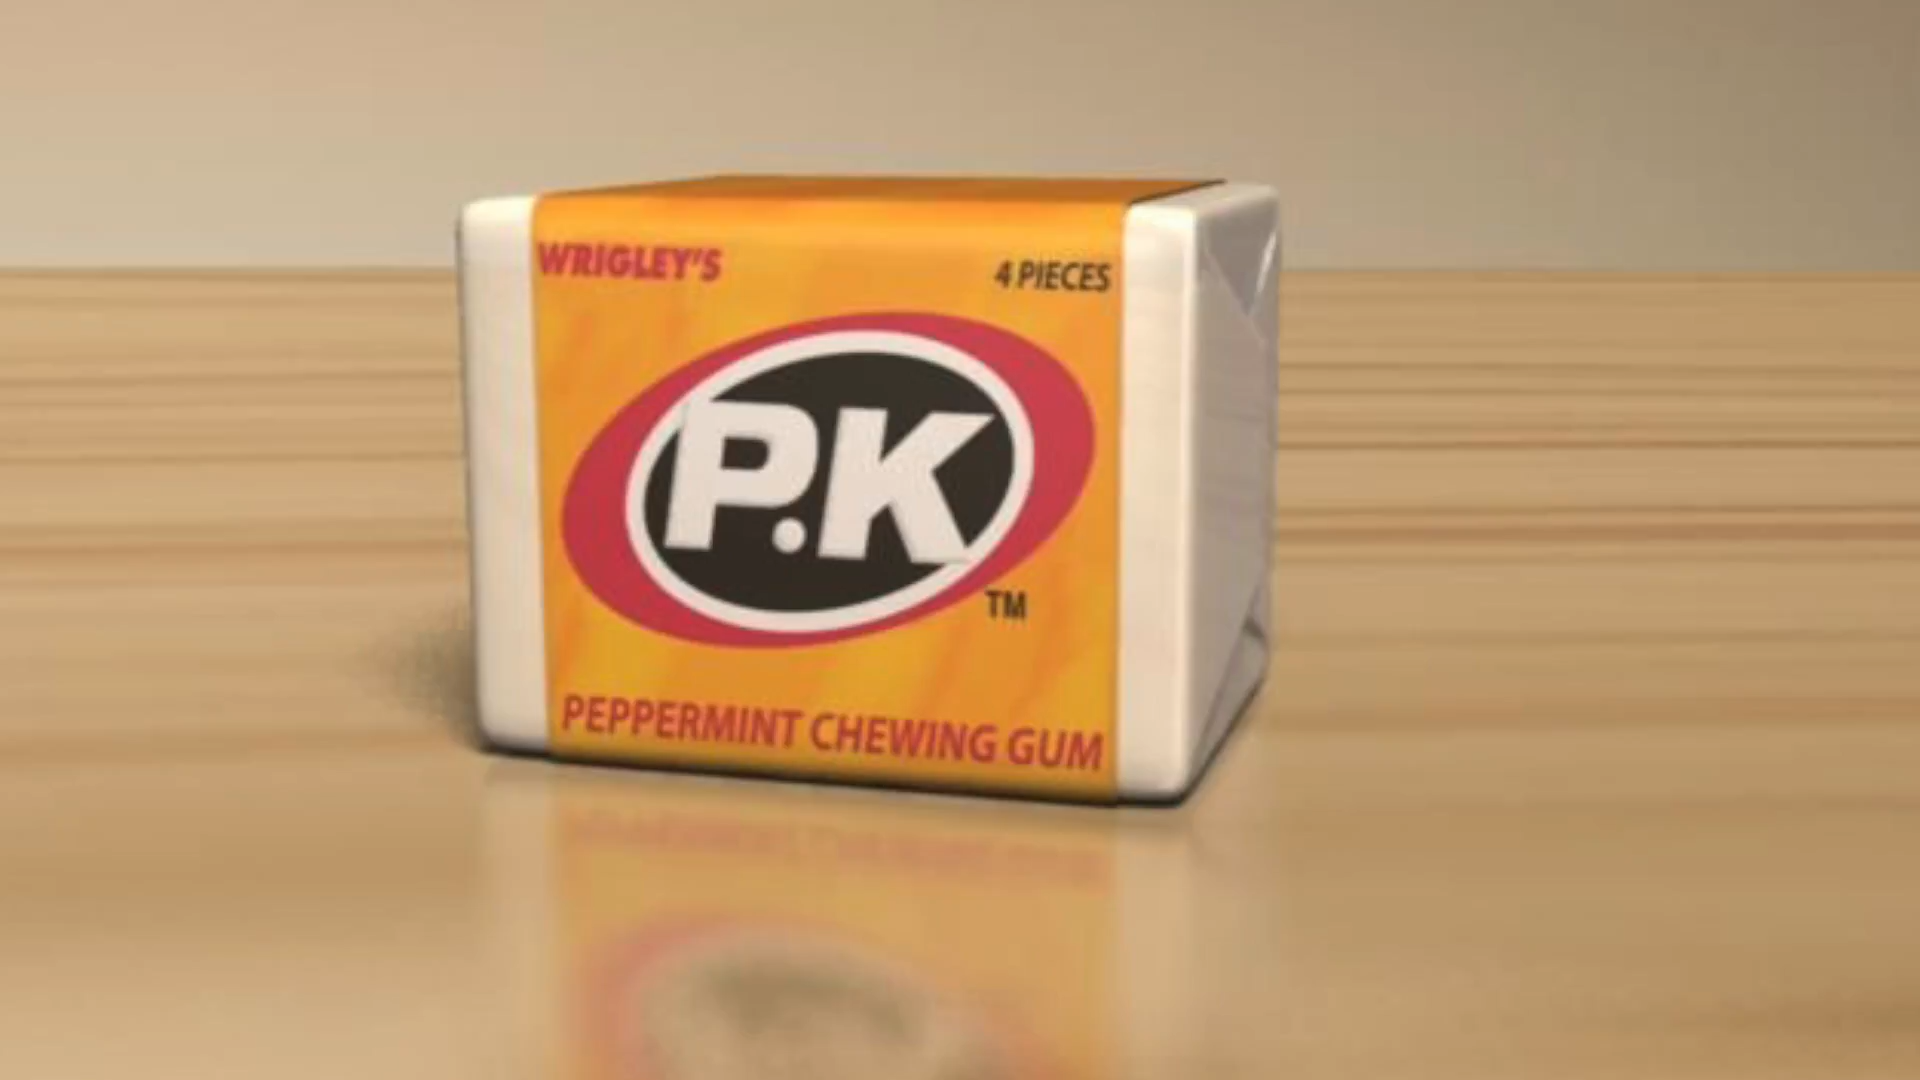 WRIGLEY'S
4 PIECES
P.K
TM
PEPPERMINT CHEWING GUM